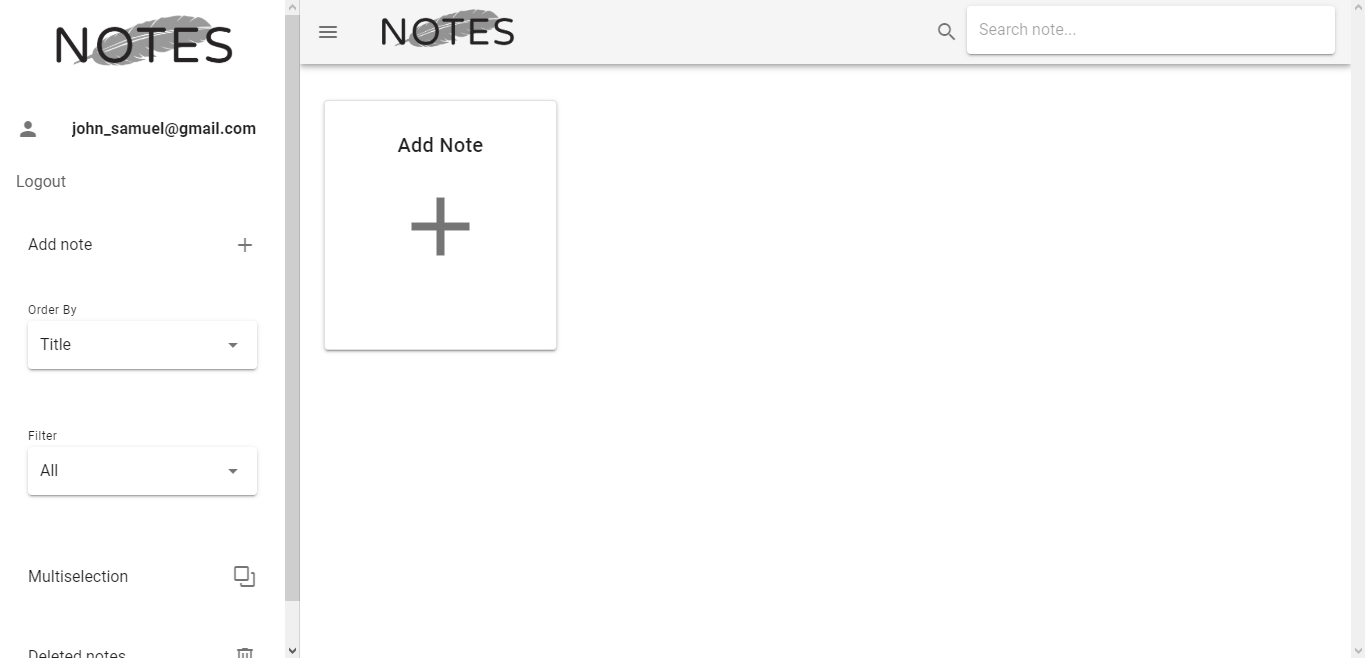 NOTES
john_samuel@gmail.com
Logout
Add note
Order By
Title
Filter
All
Multiselection
Deleted notes
NOTES
Search note...
Add Note